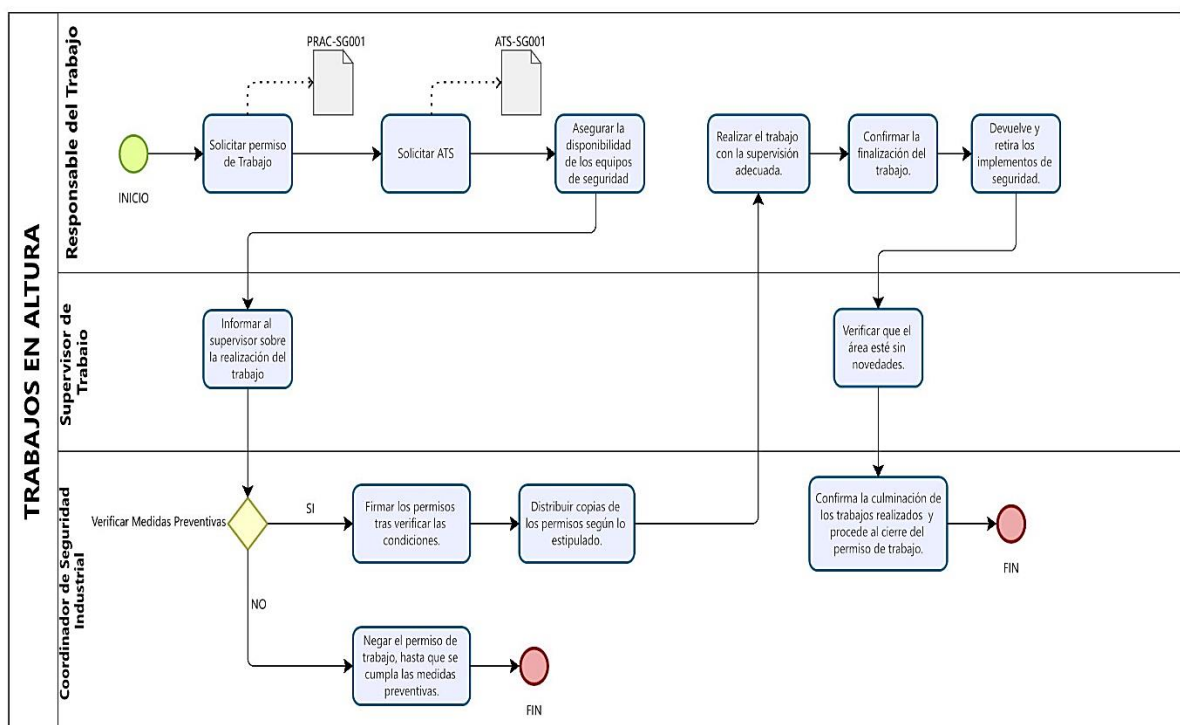 TRABAJOS EN ALTURA
Responsable del Trabajo
PRAC-SG001
ATS-SG001
INICIO
Solicitar permiso
de Trabajo
Solicitar ATS
Asegurar la
disponibilidad
de los equipos
de seguridad
Realizar el trabajo
con la supervisión
adecuada.
Confirmar la
finalización del
trabajo.
Devuelve y
retira los
implementos de
seguridad.
Supervisor de
Trabaio
Informar al
supervisor sobre
la realización del
trabajo
Verificar que el
área esté sin
novedades.
Coordinador de Seguridad
Industrial
Verificar Medidas Preventivas
SI
Firmar los permisos
tras verificar las
condiciones.
Distribuir copias de
los permisos según lo
estipulado.
Confirma la culminación de
los trabajos realizados y
procede al cierre del
permiso de trabajo.
FIN
NO
Negar el permiso de
trabajo, hasta que se
cumpla las medidas
preventivas.
FIN